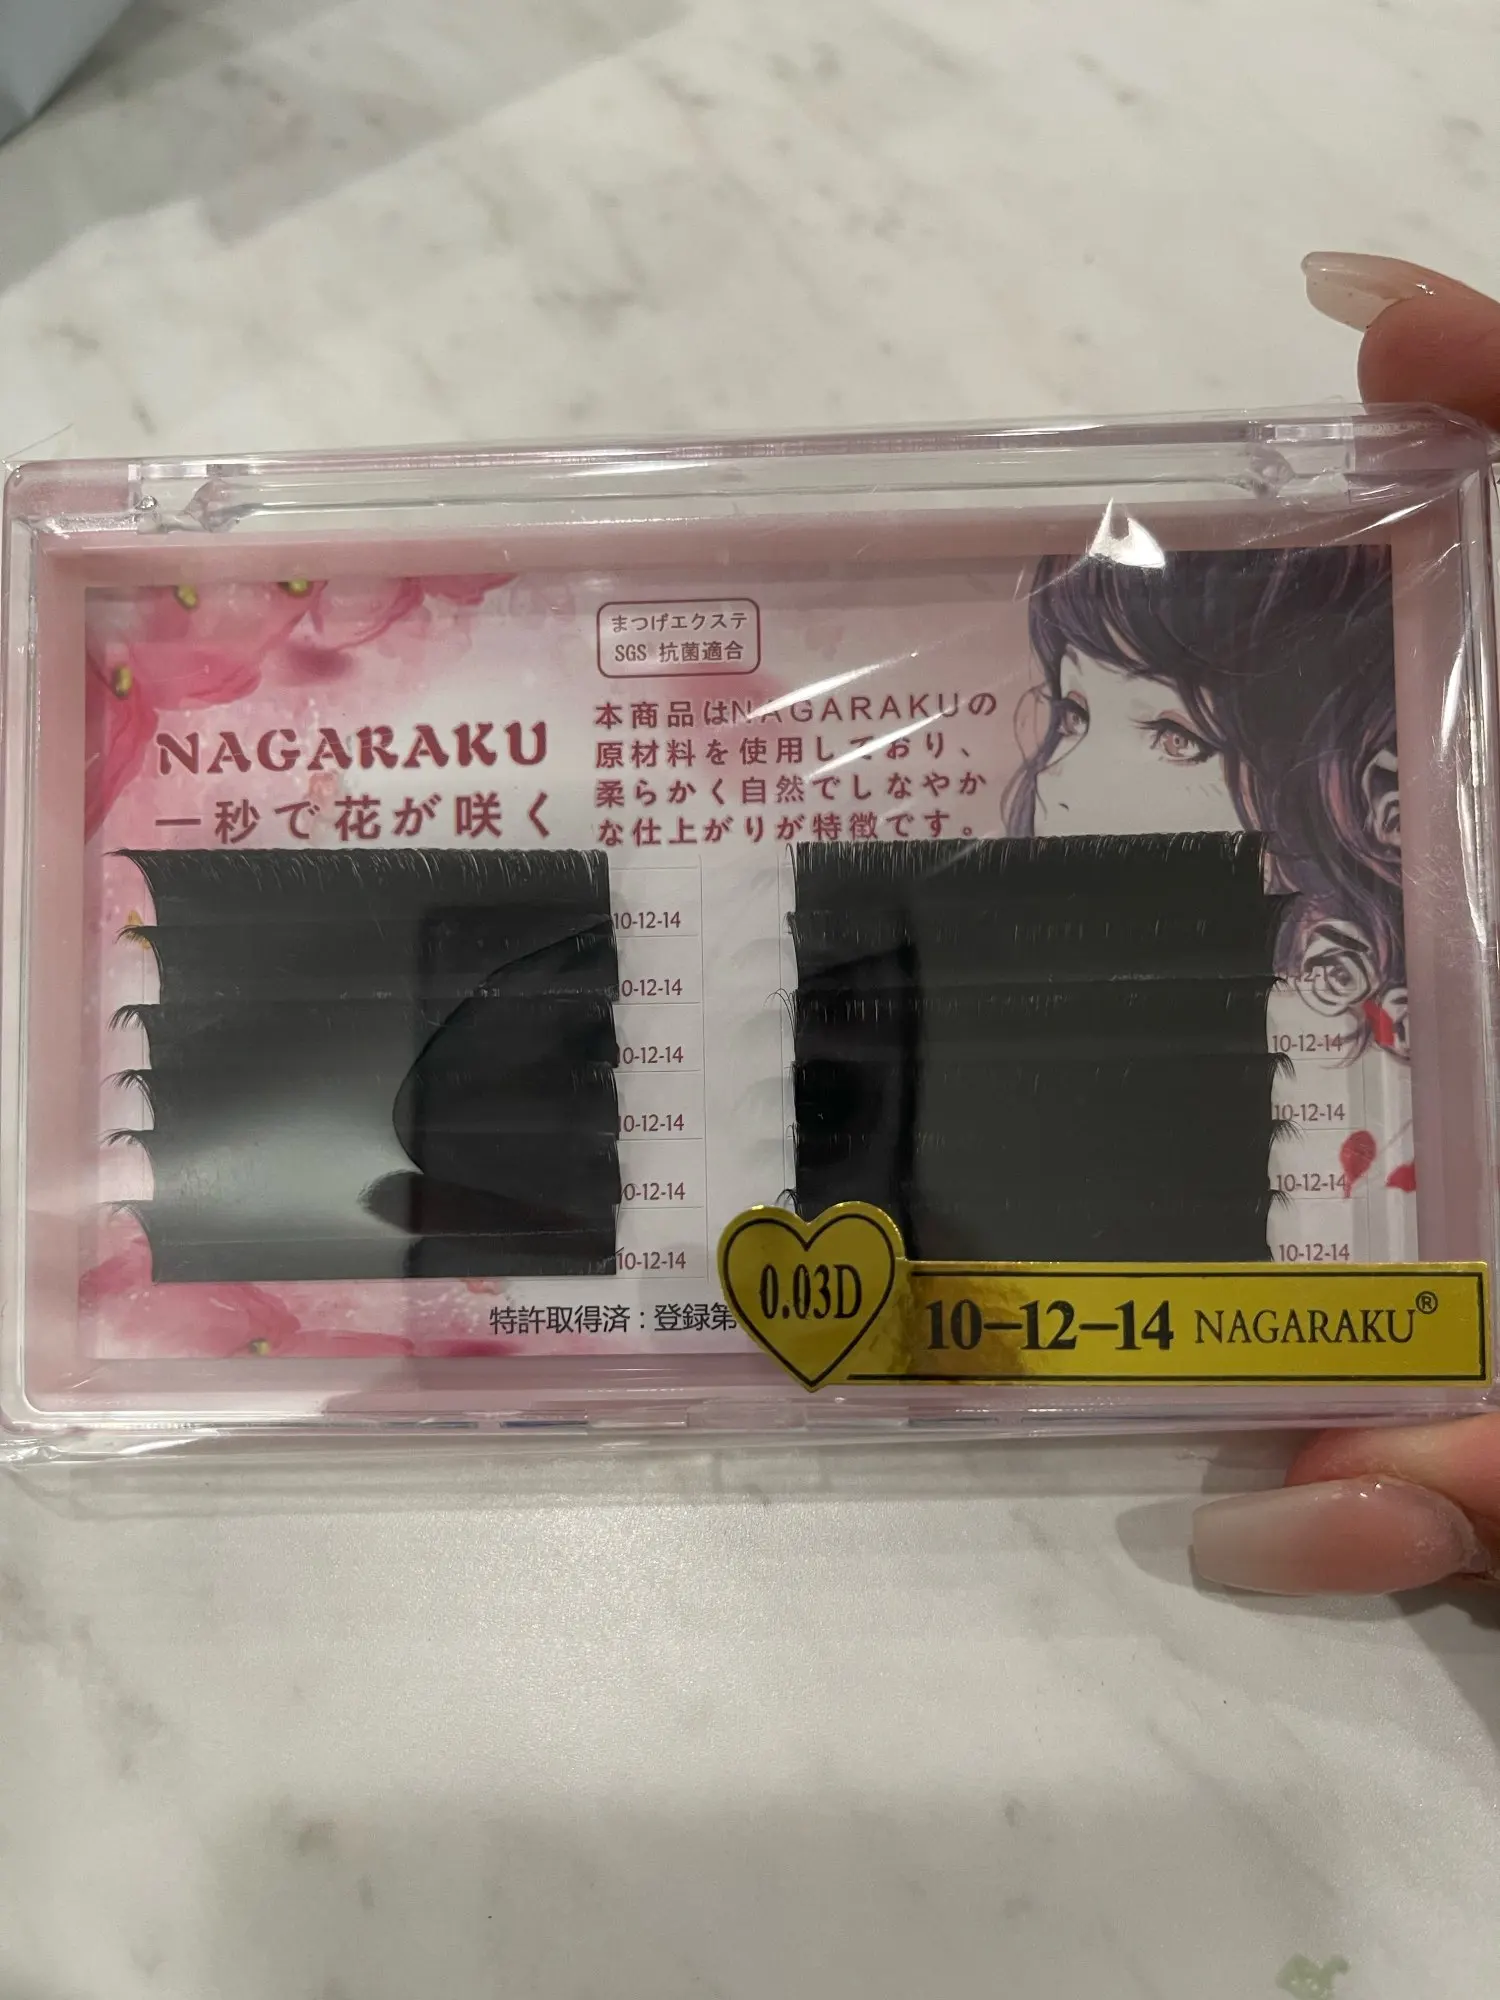 まつげエクステ
SGS 抗菌適合
NAGARAKU
一秒で花が咲く
本商品はNAGARAKUの
原材料を使用しており、
柔らかく自然でしなやか
な仕上がりが特徴です。
10-12-14
10-12-14
10-12-14
10-12-14
10-12-14
10-12-14
10-12-14
10-12-14
10-12-14
10-12-14
特許取得済：登録第
0.03D
10-12-14 NAGARAKU®